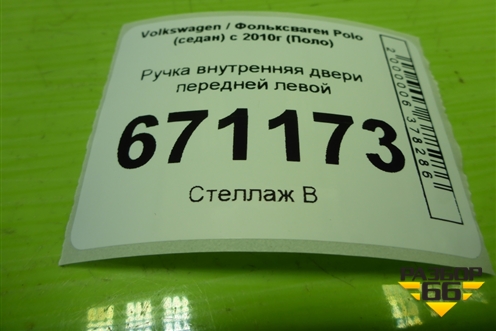 Volkswagen / Фольксваген Polo
(седан) с 2010г (Поло)
Ручка внутренняя двери
передней левой
671173
Стеллаж В
2000006378286
РАЗБОР
66